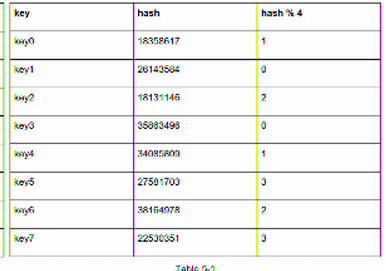 key hash hash % 4
key0 18358617 1
key1 26143584 0
key2 18131146 2
key3 35863496 0
key4 34085809 1
key5 27581703 3
key6 38164978 2
key7 22530351 3
Table 5-1